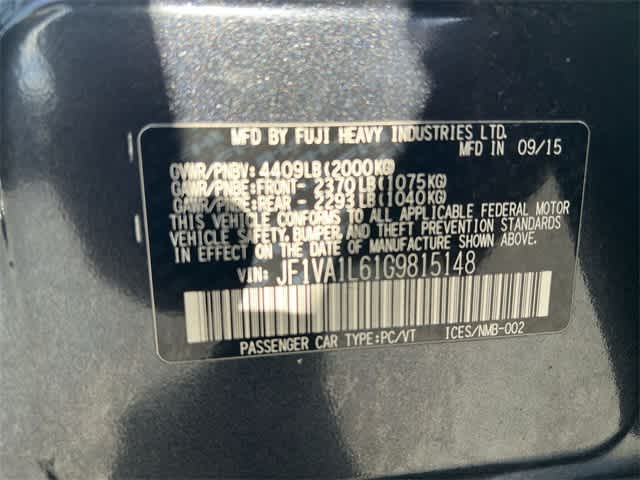 MFD BY FUJI HEAVY INDUSTRIES LTD.
MFD IN 09/15
GVWR/PNBV: 4409LB(2000KG)
GAWR/PNBE:FRONT- 2370LB(1075KG)
GAWR/PNBE:REAR - 2293LB(1040KG)
THIS VEHICLE CONFORMS TO ALL APPLICABLE FEDERAL MOTOR
VEHICLE SAFETY, BUMPER, AND THEFT PREVENTION STANDARDS
IN EFFECT ON THE DATE OF MANUFACTURE SHOWN ABOVE.
VIN: JF1VA1L61G9815148
PASSENGER CAR TYPE:PC/VT ICES/NMB-002